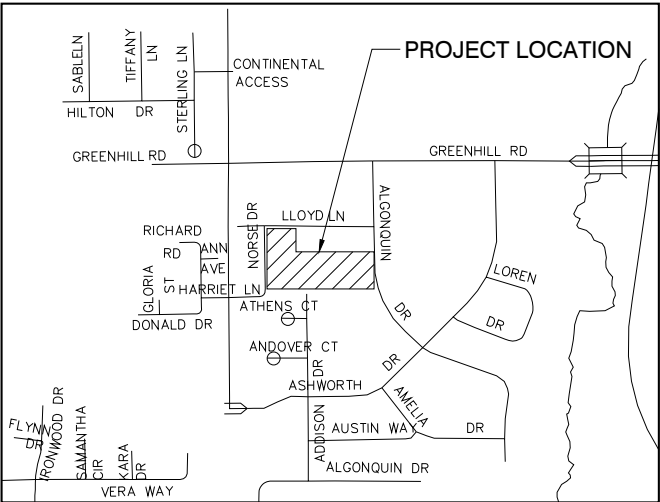 PROJECT LOCATION
SABLELN
TIFFANY
LN
STERLING LN
CONTINENTAL
ACCESS
HILTON DR
GREENHILL RD
GREENHILL RD
NORSE DR
LLOYD LN
ALGONQUIN
DR
RICHARD
RD
ANN
AVE
GLORIA
ST
HARRIET LN
DONALD DR
LOREN
DR
ATHENS CT
ANDOVER CT
ADDISON
DR
ASHWORTH
DR
AMELIA
DR
AUSTIN WAY
ALGONQUIN DR
FLYNN
DR
IRONWOOD DR
SAMANTHA
CIR
KARA
DR
VERA WAY